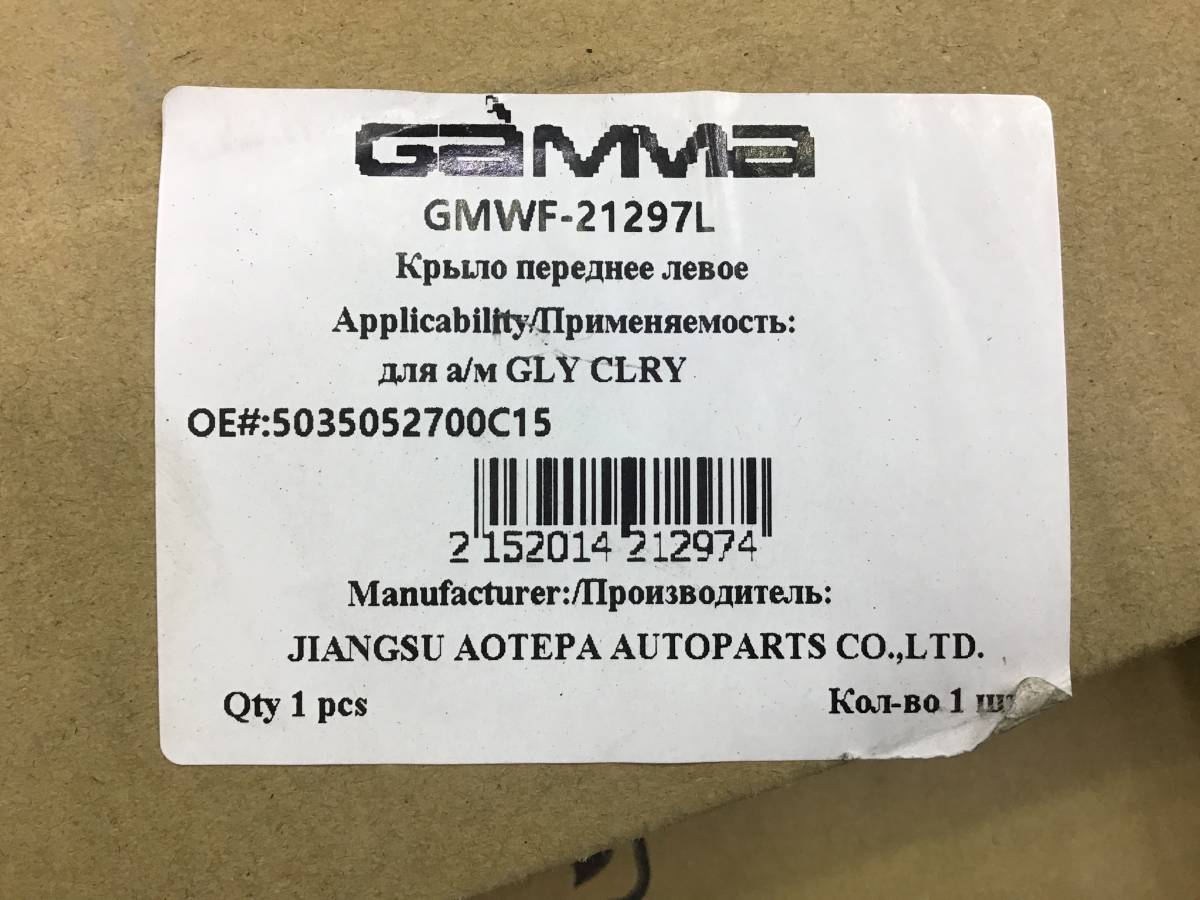 GAMMA
GMWF-21297L
Крыло переднее левое
Applicability/Применяемость:
для а/м GLY CLRY
OE#:5035052700C15
2 152014 212974
Manufacturer:/Производитель:
JIANGSU AOTEPA AUTOPARTS CO.,LTD.
Qty 1 pcs
Кол-во 1